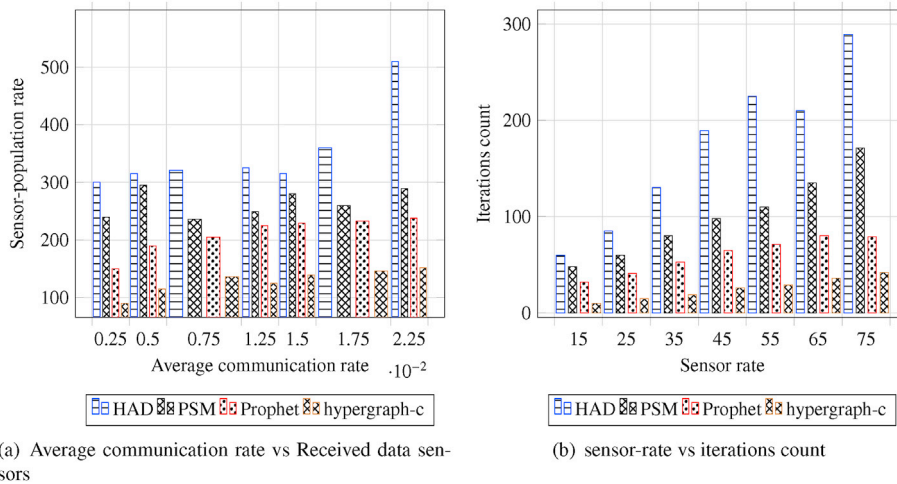 500
400
300
200
100
Sensor-population rate
0.25 0.5 0.75 1.25 1.5 1.75 2.25
Average communication rate
·10−2
HAD PSM Prophet hypergraph-c
(a) Average communication rate vs Received data sen-
sors
300
200
100
0
Iterations count
15 25 35 45 55 65 75
Sensor rate
HAD PSM Prophet hypergraph-c
(b) sensor-rate vs iterations count